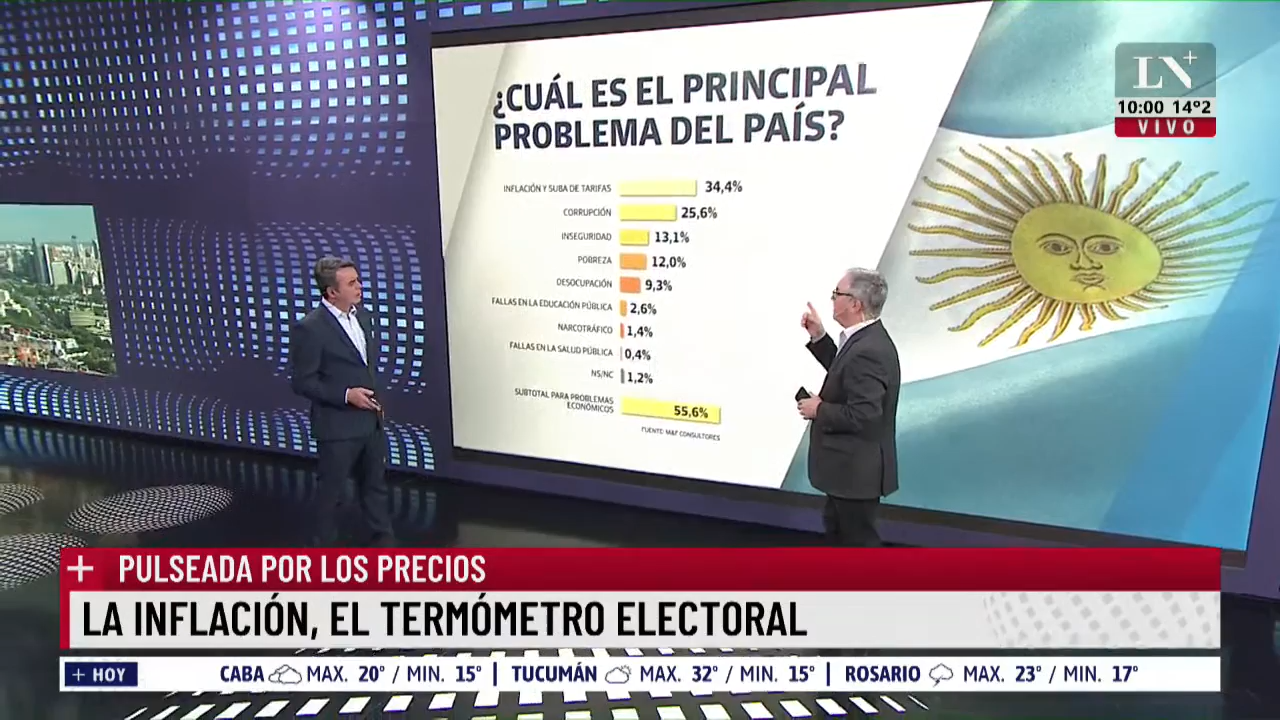 ¿CUÁL ES EL PRINCIPAL
PROBLEMA DEL PAÍS?
INFLACIÓN Y SUBA DE TARIFAS 34,4%
CORRUPCIÓN 25,6%
INSEGURIDAD 13,1%
POBREZA 12,0%
DESOCUPACIÓN 9,3%
FALLAS EN LA EDUCACIÓN PÚBLICA 2,6%
NARCOTRÁFICO 1,4%
FALLAS EN LA SALUD PÚBLICA 0,4%
NS/NC 1,2%
SUBTOTAL PARA PROBLEMAS
ECONÓMICOS 55,6%
FUENTE: M&F CONSULTORES
LN+
10:00 14°2
VIVO
+ PULSEADA POR LOS PRECIOS
LA INFLACIÓN, EL TERMÓMETRO ELECTORAL
+ HOY CABA MAX. 20° / MIN. 15° | TUCUMÁN MAX. 32° / MIN. 15° | ROSARIO MAX. 23° / MIN. 17°